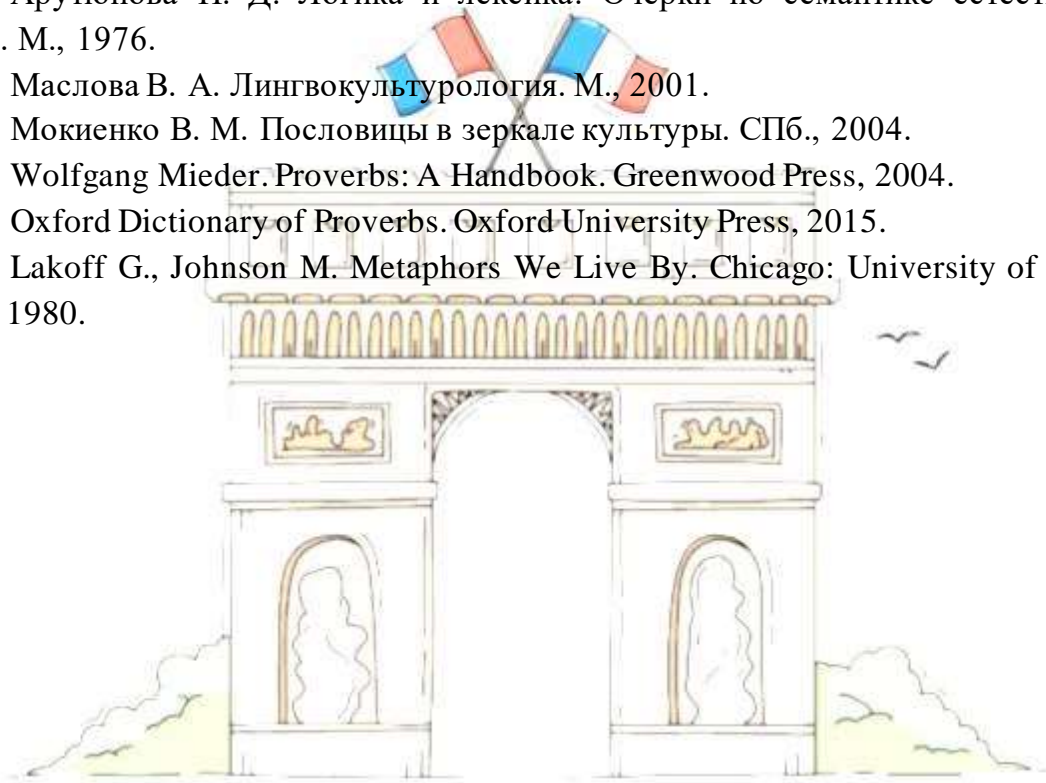 . М., 1976.
Маслова В. А. Лингвокультурология. М., 2001.
Мокиенко В. М. Пословицы в зеркале культуры. СПб., 2004.
Wolfgang Mieder. Proverbs: A Handbook. Greenwood Press, 2004.
Oxford Dictionary of Proverbs. Oxford University Press, 2015.
Lakoff G., Johnson M. Metaphors We Live By. Chicago: University of
1980.